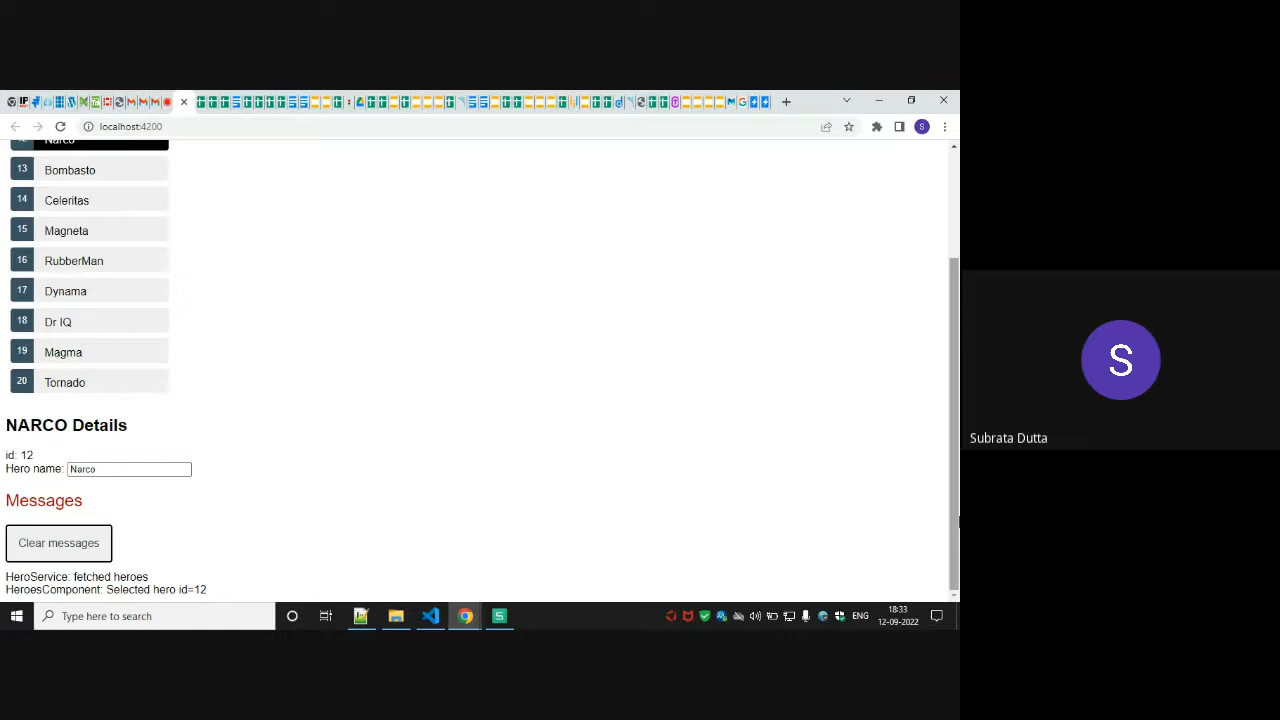 localhost:4200
S
Narco
13 Bombasto
14 Celeritas
15 Magneta
16 RubberMan
17 Dynama
18 Dr IQ
19 Magma
20 Tornado
NARCO Details
id: 12
Hero name: Narco
Messages
Clear messages
HeroService: fetched heroes
HeroesComponent: Selected hero id=12
Type here to search
S
ENG
18:33
12-09-2022
S
Subrata Dutta